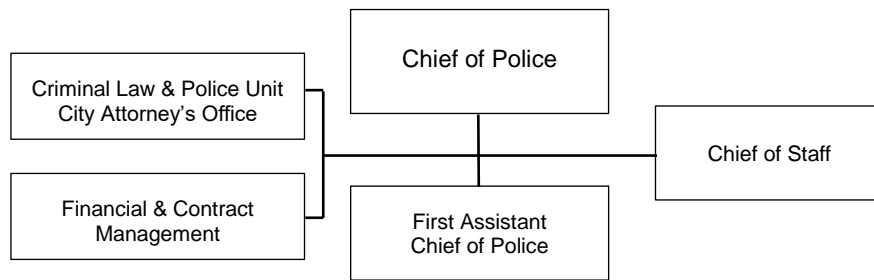 Chief of Police
Criminal Law & Police Unit
City Attorney’s Office
Chief of Staff
Financial & Contract
Management
First Assistant
Chief of Police